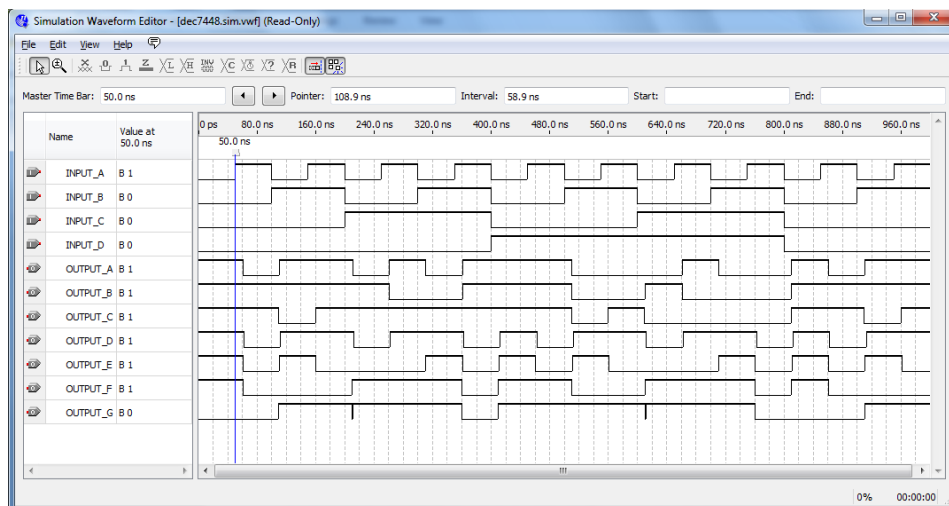 Simulation Waveform Editor - [dec7448.sim.vwf] (Read-Only)
File Edit View Help
Master Time Bar: 50.0 ns Pointer: 108.9 ns Interval: 58.9 ns Start: End:
Name Value at 50.0 ns
0 ps 80.0 ns 160.0 ns 240.0 ns 320.0 ns 400.0 ns 480.0 ns 560.0 ns 640.0 ns 720.0 ns 800.0 ns 880.0 ns 960.0 ns
50.0 ns
INPUT_A B 1
INPUT_B B 0
INPUT_C B 0
INPUT_D B 0
OUTPUT_A B 1
OUTPUT_B B 1
OUTPUT_C B 1
OUTPUT_D B 1
OUTPUT_E B 1
OUTPUT_F B 1
OUTPUT_G B 0
0% 00:00:00